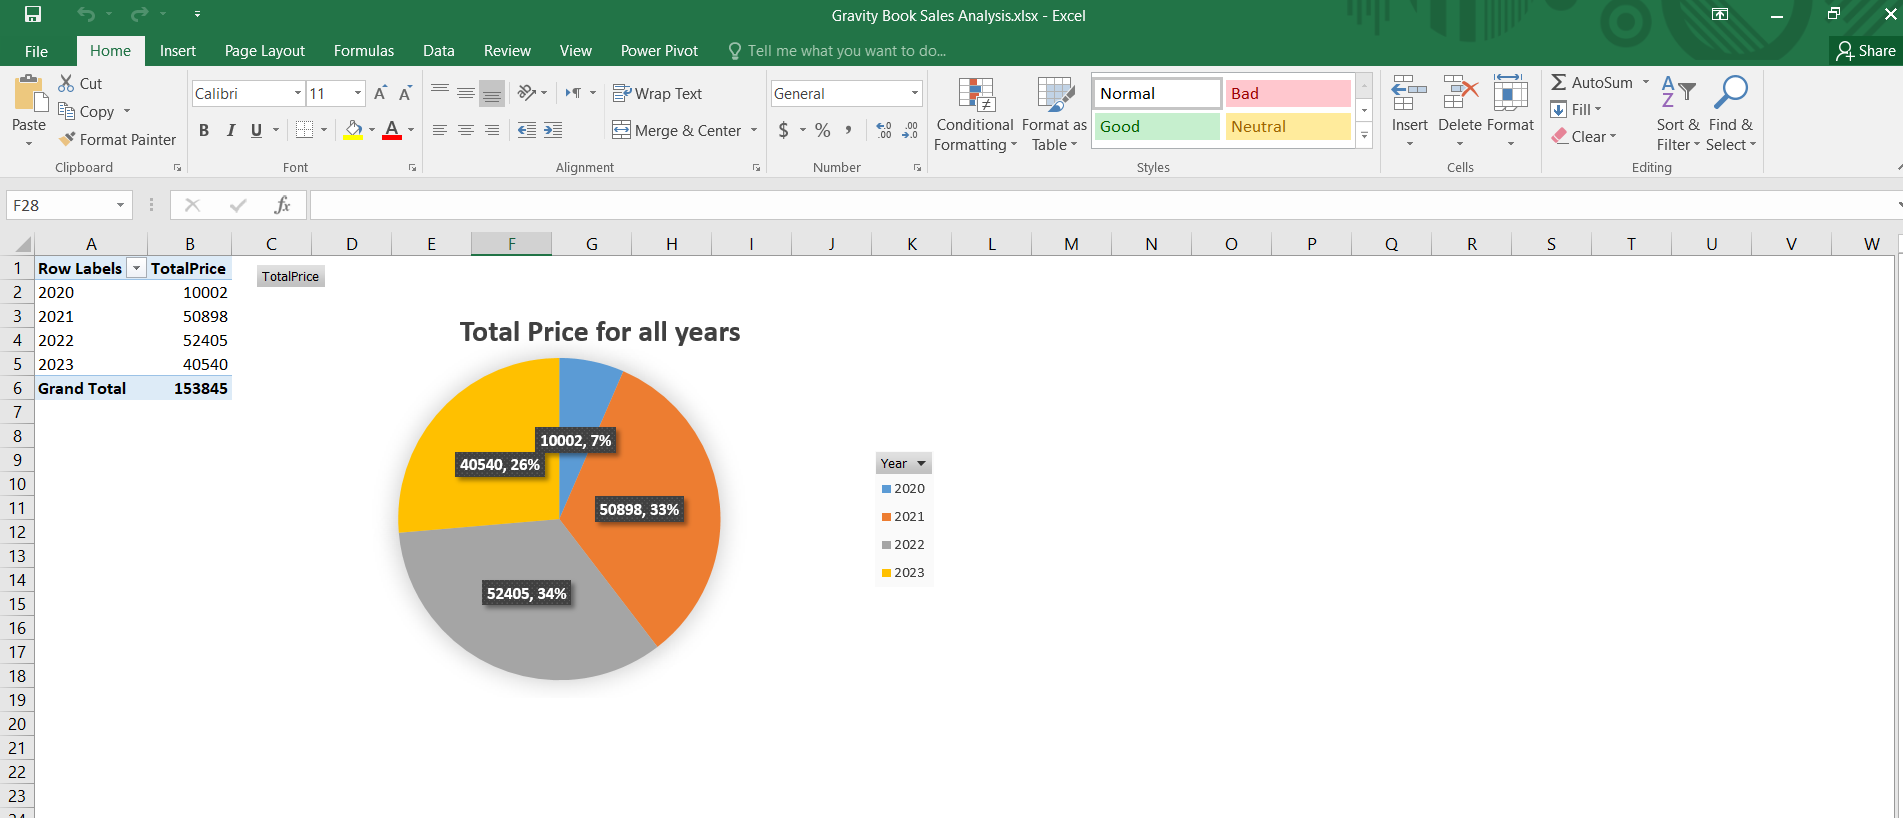 Gravity Book Sales Analysis.xlsx - Excel
File Home Insert Page Layout Formulas Data Review View Power Pivot Tell me what you want to do... Share
Paste
Cut
Copy
Format Painter
Clipboard
Calibri 11 A A
B I U A
Font
Wrap Text
Merge & Center
Alignment
General
$ % , .0 .00 .00 .0
Number
Conditional Formatting
Format as Table
Normal Bad
Good Neutral
Styles
Insert Delete Format
Cells
Σ AutoSum
Fill
Clear
A Z
Sort & Filter
Find & Select
Editing
F28 fx
A B C D E F G H I J K L M N O P Q R S T U V W
1 Row Labels TotalPrice
2 2020 10002
3 2021 50898
4 2022 52405
5 2023 40540
6 Grand Total 153845
7
8
9
10
11
12
13
14
15
16
17
18
19
20
21
22
23
24
TotalPrice
Total Price for all years
10002, 7%
40540, 26%
50898, 33%
52405, 34%
Year
2020
2021
2022
2023